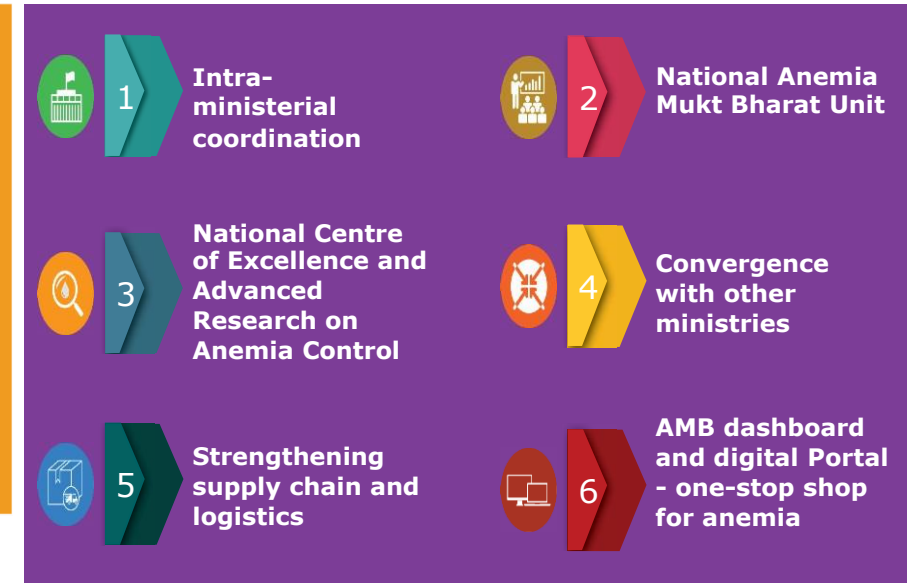 1
Intra-
ministerial
coordination
2
National Anemia
Mukt Bharat Unit
3
National Centre
of Excellence and
Advanced
Research on
Anemia Control
4
Convergence
with other
ministries
5
Strengthening
supply chain and
logistics
6
AMB dashboard
and digital Portal
- one-stop shop
for anemia